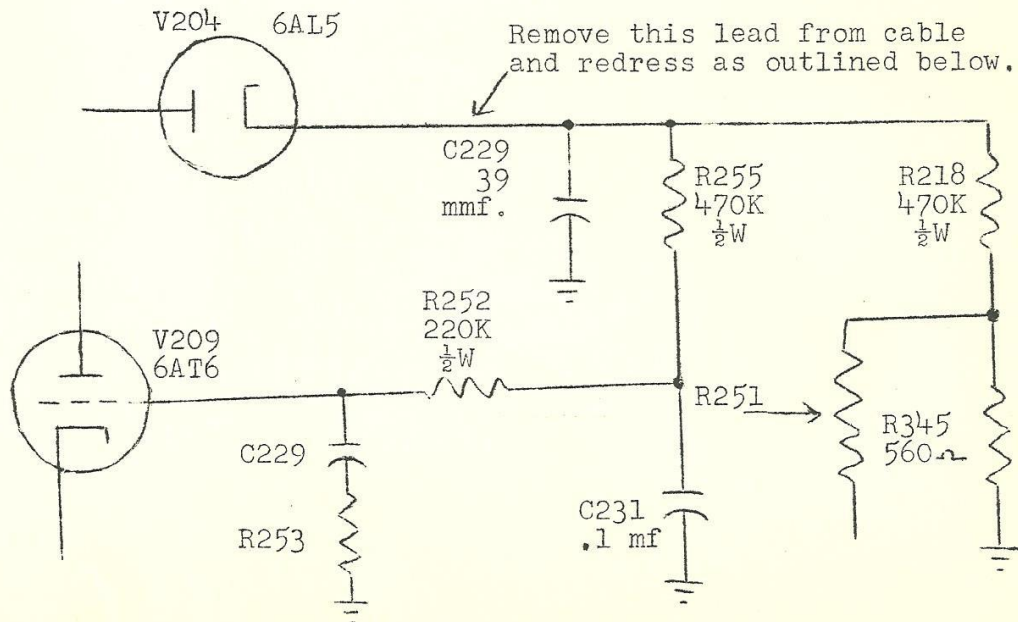 V204 6AL5
Remove this lead from cable
and redress as outlined below.
C229
39
mmf.
R255
470K
½W
R218
470K
½W
R252
220K
½W
V209
6AT6
R251
R345
560Ω
C229
R253
C231
.1 mf